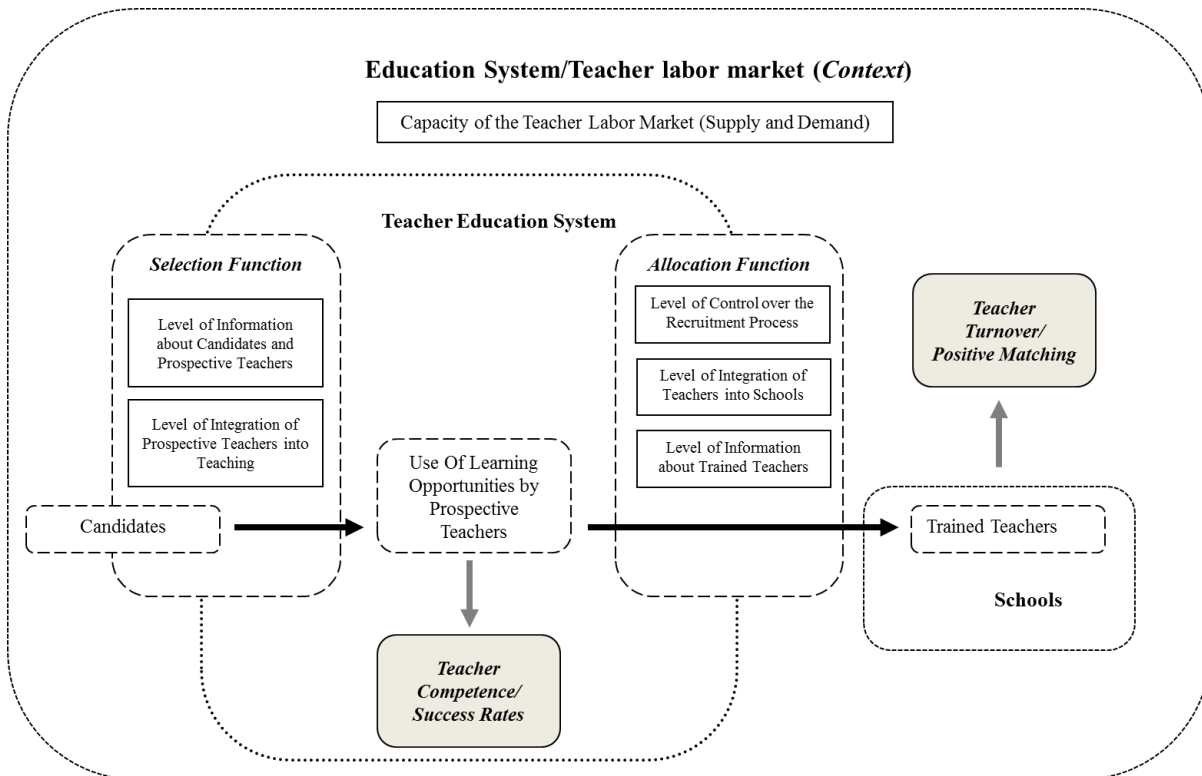 Education System/Teacher labor market (Context)
Capacity of the Teacher Labor Market (Supply and Demand)
Teacher Education System
Selection Function
Level of Information
about Candidates and
Prospective Teachers
Level of Integration of
Prospective Teachers into
Teaching
Candidates
Use Of Learning
Opportunities by
Prospective
Teachers
Teacher
Competence/
Success Rates
Allocation Function
Level of Control over the
Recruitment Process
Level of Integration of
Teachers into Schools
Level of Information
about Trained Teachers
Teacher
Turnover/
Positive Matching
Trained Teachers
Schools